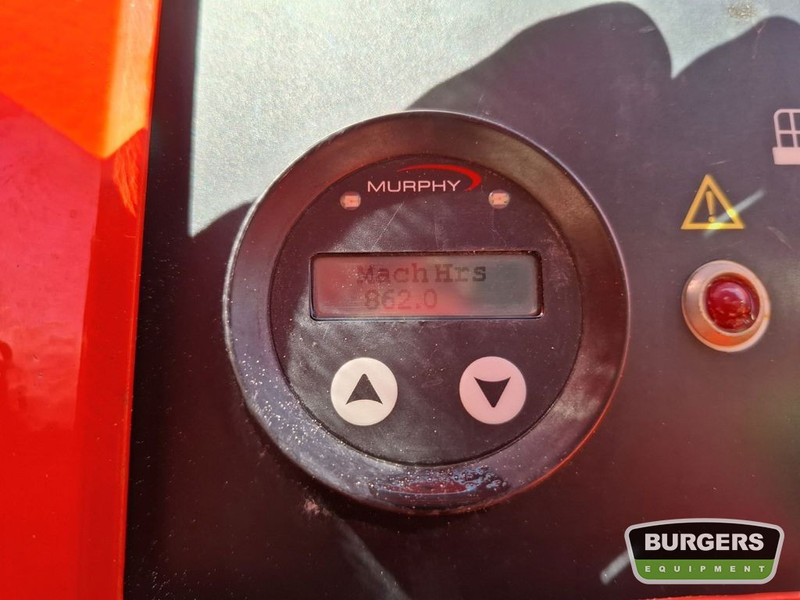 MURPHY
Mach Hrs
862.0
BURGERS
EQUIPMENT